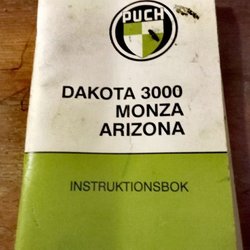 PUCH
DAKOTA 3000
MONZA
ARIZONA
INSTRUKTIONSBOK